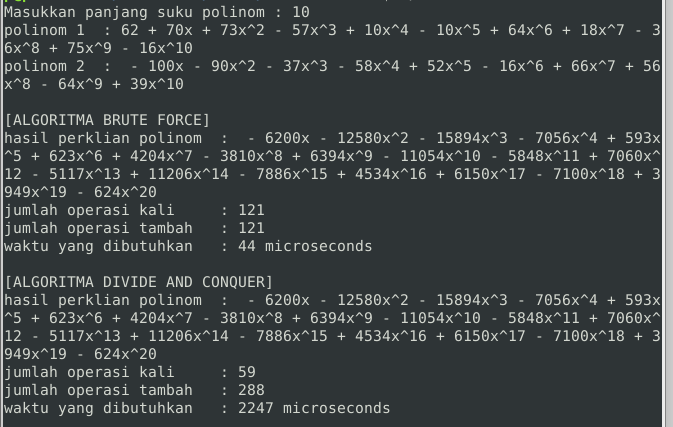 Masukkan panjang suku polinom : 10
polinom 1  : 62 + 70x + 73x^2 - 57x^3 + 10x^4 - 10x^5 + 64x^6 + 18x^7 - 3
6x^8 + 75x^9 - 16x^10
polinom 2  :  - 100x - 90x^2 - 37x^3 - 58x^4 + 52x^5 - 16x^6 + 66x^7 + 56
x^8 - 64x^9 + 39x^10

[ALGORITMA BRUTE FORCE]
hasil perklian polinom  :  - 6200x - 12580x^2 - 15894x^3 - 7056x^4 + 593x
^5 + 623x^6 + 4204x^7 - 3810x^8 + 6394x^9 - 11054x^10 - 5848x^11 + 7060x^
12 - 5117x^13 + 11206x^14 - 7886x^15 + 4534x^16 + 6150x^17 - 7100x^18 + 3
949x^19 - 624x^20
jumlah operasi kali     : 121
jumlah operasi tambah   : 121
waktu yang dibutuhkan   : 44 microseconds

[ALGORITMA DIVIDE AND CONQUER]
hasil perklian polinom  :  - 6200x - 12580x^2 - 15894x^3 - 7056x^4 + 593x
^5 + 623x^6 + 4204x^7 - 3810x^8 + 6394x^9 - 11054x^10 - 5848x^11 + 7060x^
12 - 5117x^13 + 11206x^14 - 7886x^15 + 4534x^16 + 6150x^17 - 7100x^18 + 3
949x^19 - 624x^20
jumlah operasi kali     : 59
jumlah operasi tambah   : 288
waktu yang dibutuhkan   : 2247 microseconds